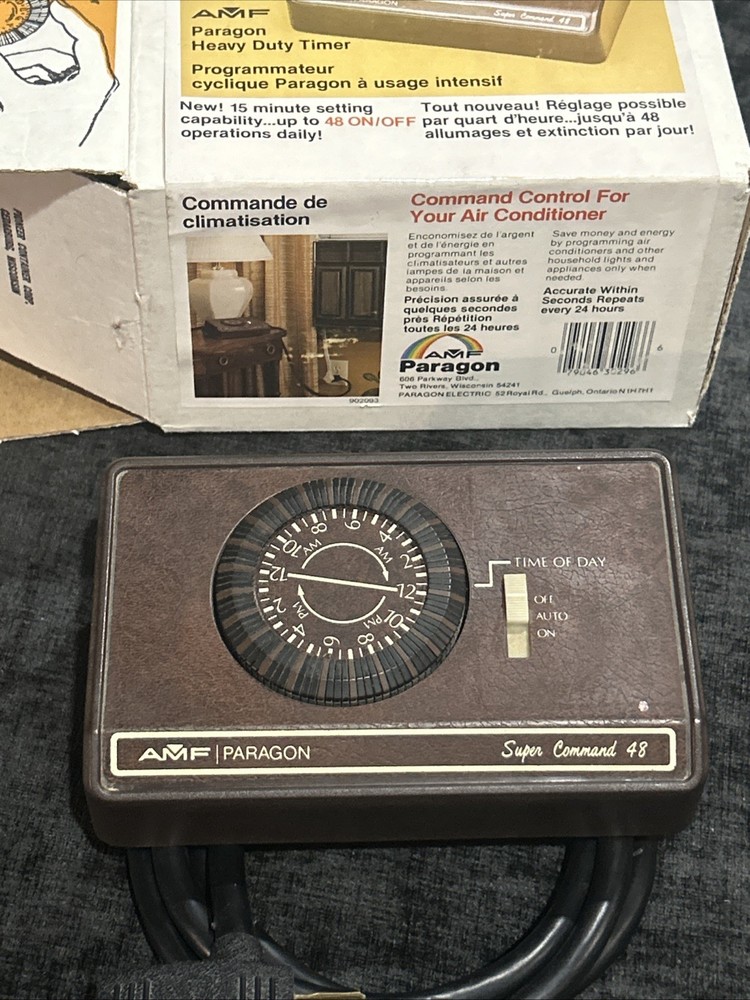 Super Command 48
AMF
Paragon
Heavy Duty Timer
Programmateur
cyclique Paragon à usage intensif
New! 15 minute setting
capability...up to 48 ON/OFF
operations daily!
Tout nouveau! Réglage possible
par quart d'heure...jusqu'à 48
allumages et extinction par jour!
Commande de
climatisation
Command Control For
Your Air Conditioner
Economisez de l'argent
et de l'énergie en
programmant les
climatiseurs et autres
lampes de la maison et
appareils selon les
besoins.
Précision assurée à
quelques secondes
près Répétition
toutes les 24 heures
Save money and energy
by programming air
conditioners and other
household lights and
appliances only when
needed.
Accurate Within
Seconds Repeats
every 24 hours
AMF
Paragon
606 Parkway Blvd.,
Two Rivers, Wisconsin 54241
PARAGON ELECTRIC 52 Royal Rd., Guelph, Ontario N1H7H1
902093
0
6
12 2 4 6 8 10 12 2 4 6 8 10
AM AM
PM PM
TIME OF DAY
OFF
AUTO
ON
AMF | PARAGON
Super Command 48